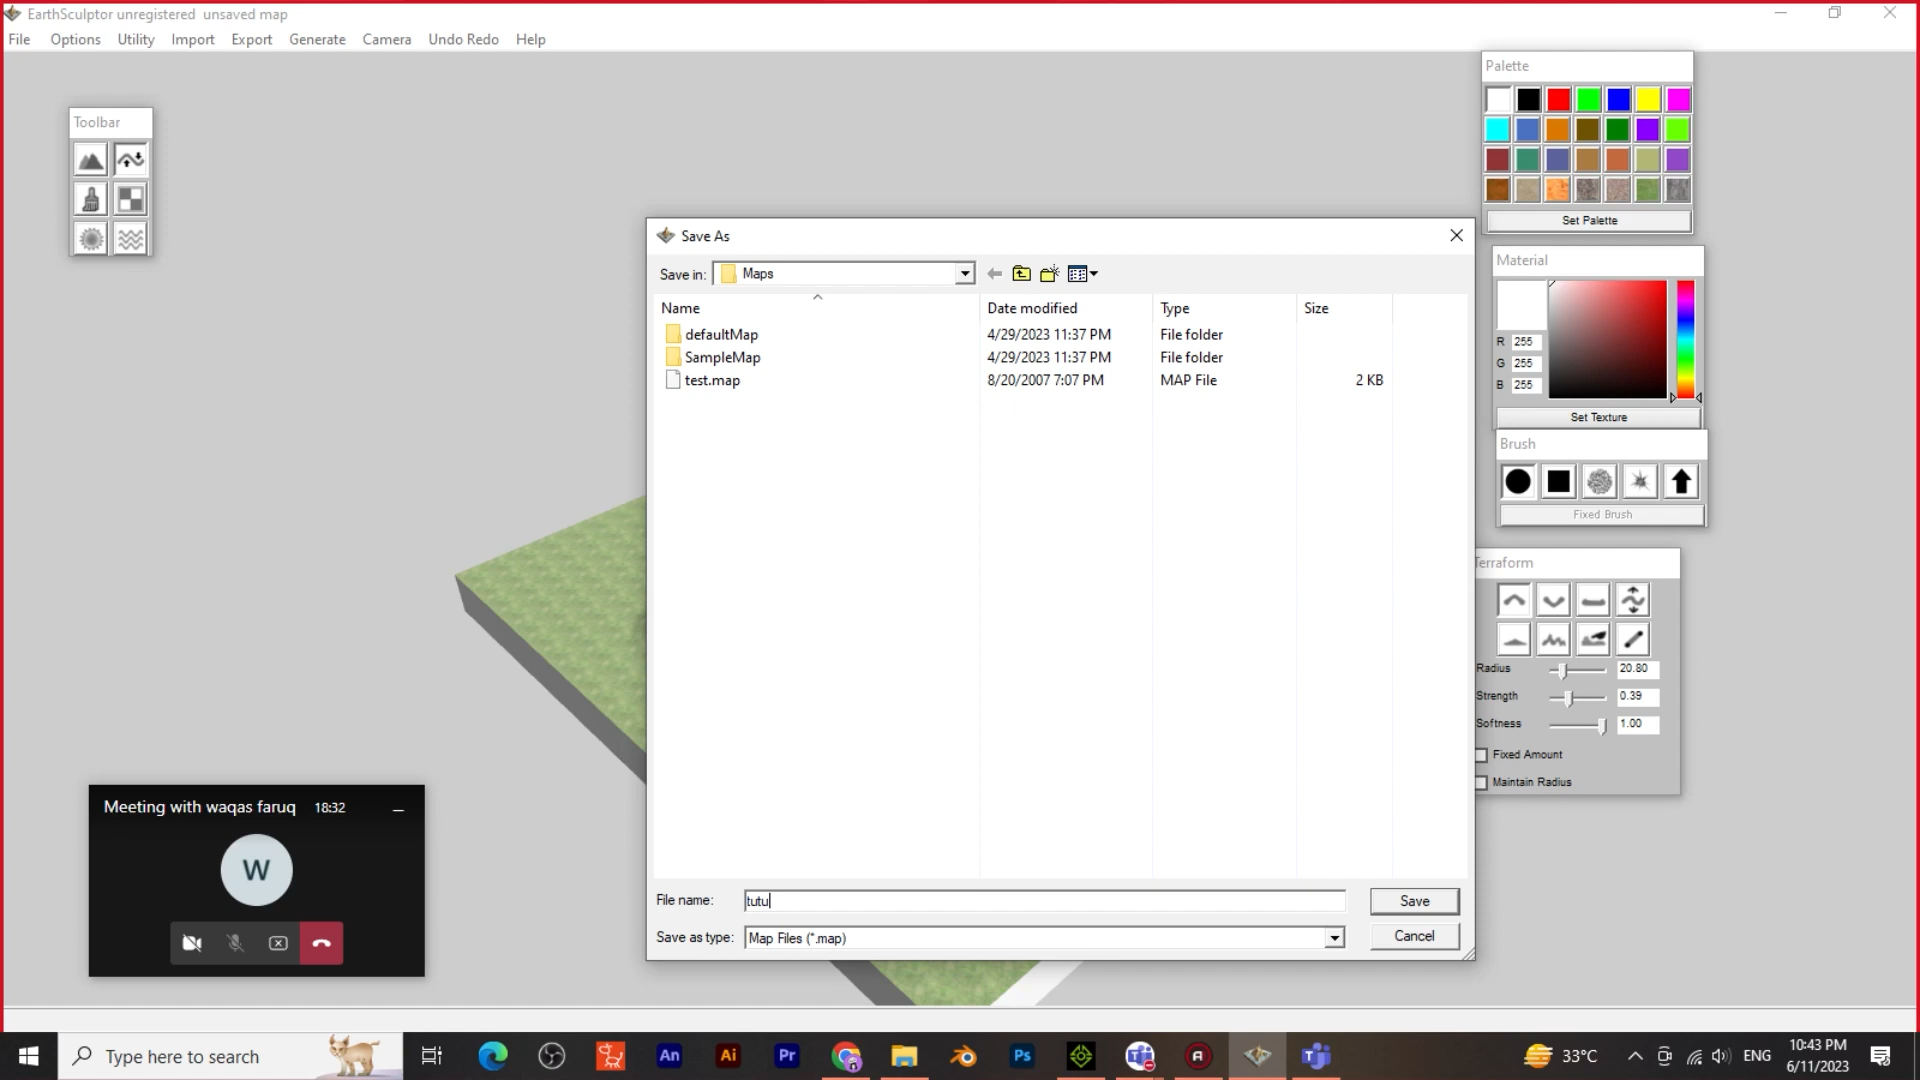 EarthSculptor unregistered  unsaved map
File Options Utility Import Export Generate Camera Undo Redo Help
Toolbar
Palette
Set Palette
Material
R 255
G 255
B 255
Set Texture
Brush
Fixed Brush
Terraform
Radius 20.80
Strength 0.39
Softness 1.00
Fixed Amount
Maintain Radius
Save As
Save in: Maps
Name Date modified Type Size
defaultMap 4/29/2023 11:37 PM File folder
SampleMap 4/29/2023 11:37 PM File folder
test.map 8/20/2007 7:07 PM MAP File 2 KB
File name: tutu Save
Save as type: Map Files (*.map) Cancel
Meeting with waqas faruq 18:32
W
Type here to search
An Ai Pr Ps
33°C
ENG
10:43 PM
6/11/2023